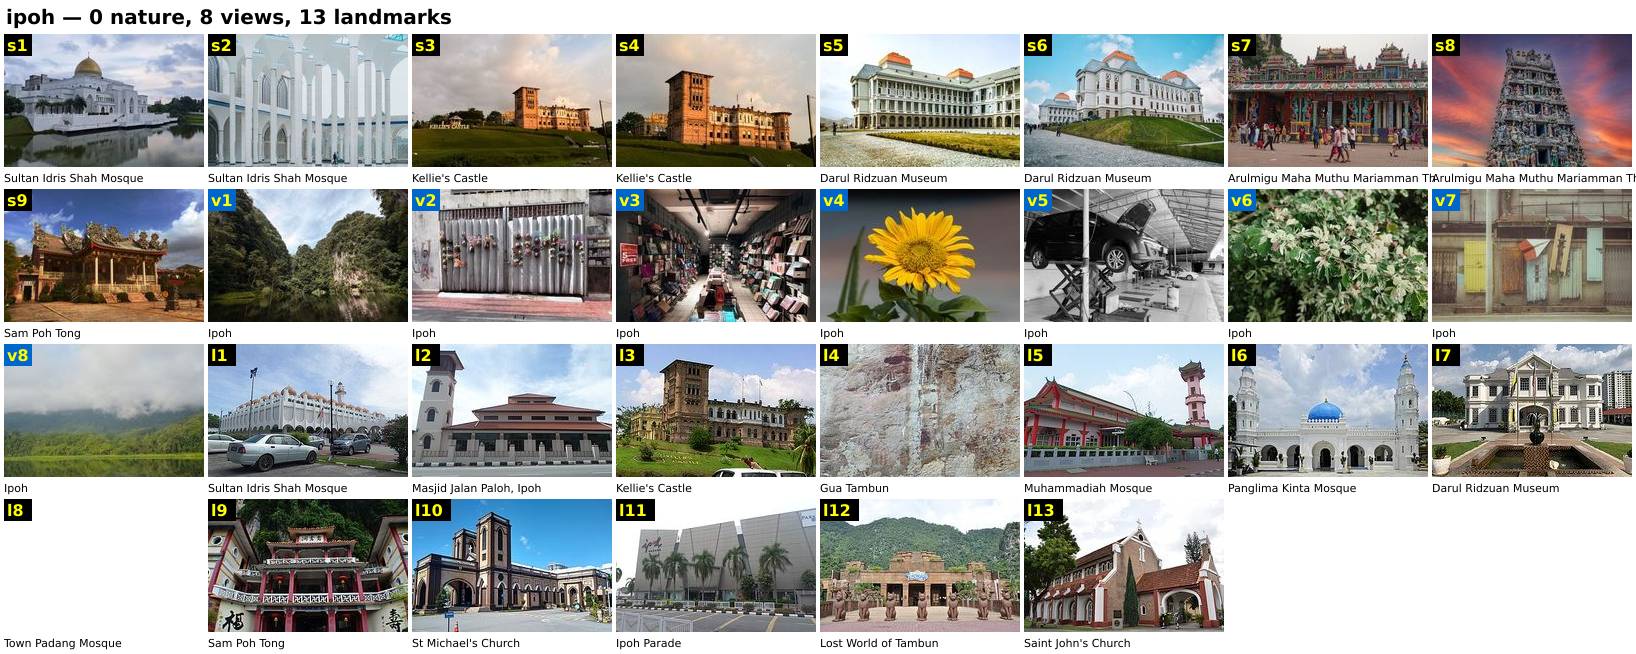 ipoh — 0 nature, 8 views, 13 landmarks
s1
s2
s3
s4
s5
s6
s7
s8
Sultan Idris Shah Mosque
Sultan Idris Shah Mosque
Kellie's Castle
Kellie's Castle
Darul Ridzuan Museum
Darul Ridzuan Museum
Arulmigu Maha Muthu Mariamman Th
Arulmigu Maha Muthu Mariamman Th
s9
v1
v2
v3
v4
v5
v6
v7
Sam Poh Tong
Ipoh
Ipoh
Ipoh
Ipoh
Ipoh
Ipoh
Ipoh
v8
l1
l2
l3
l4
l5
l6
l7
Ipoh
Sultan Idris Shah Mosque
Masjid Jalan Paloh, Ipoh
Kellie's Castle
Gua Tambun
Muhammadiah Mosque
Panglima Kinta Mosque
Darul Ridzuan Museum
l8
l9
l10
l11
l12
l13
福
壽
ipoh
Town Padang Mosque
Sam Poh Tong
St Michael's Church
Ipoh Parade
Lost World of Tambun
Saint John's Church